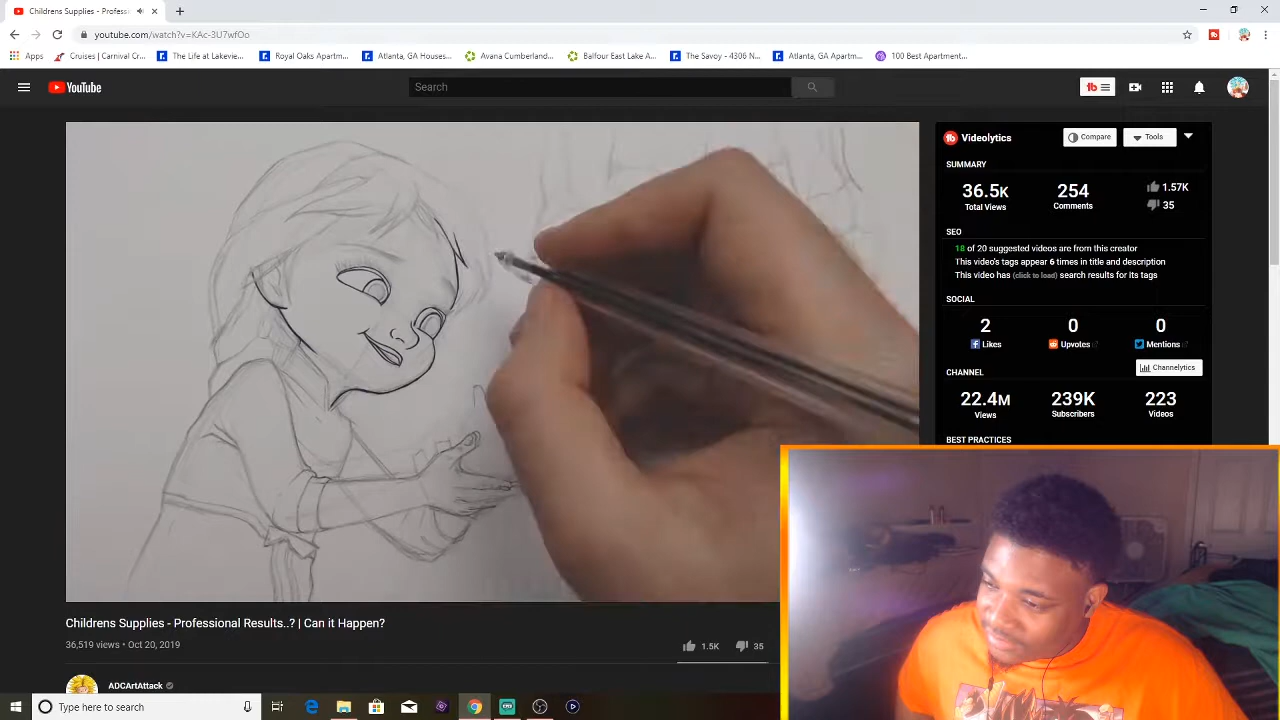 Childrens Supplies - Profess
youtube.com/watch?v=KAc-3U7wfOo
Apps Cruises | Carnival Cr... The Life at Lakevie... Royal Oaks Apartm... Atlanta, GA Houses... Avana Cumberland... Balfour East Lake A... The Savoy - 4306 N... Atlanta, GA Apartm... 100 Best Apartment...
YouTube Search
Videolytics Compare Tools
SUMMARY
36.5K 254 1.57K
Total Views Comments 35
SEO
18 of 20 suggested videos are from this creator
This video's tags appear 6 times in title and description
This video has (click to load) search results for its tags
SOCIAL
2 0 0
Likes Upvotes Mentions
CHANNEL Channelytics
22.4M 239K 223
Views Subscribers Videos
BEST PRACTICES
Childrens Supplies - Professional Results..? | Can it Happen?
36,519 views • Oct 20, 2019 1.5K 35
ADCArtAttack
Type here to search